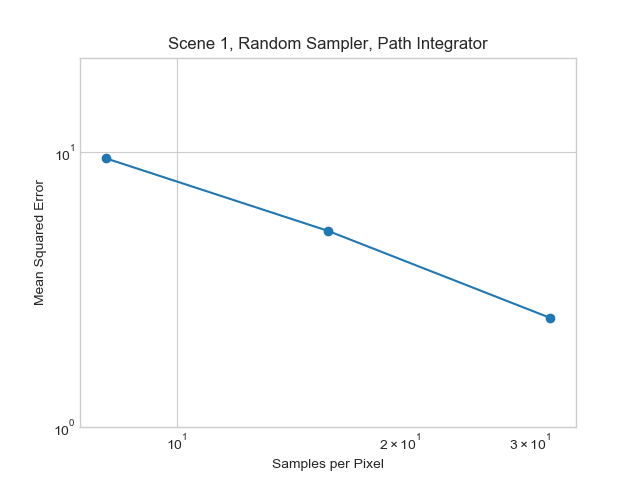 Scene 1, Random Sampler, Path Integrator
Mean Squared Error
10¹
10⁰
10¹
2 × 10¹
3 × 10¹
Samples per Pixel